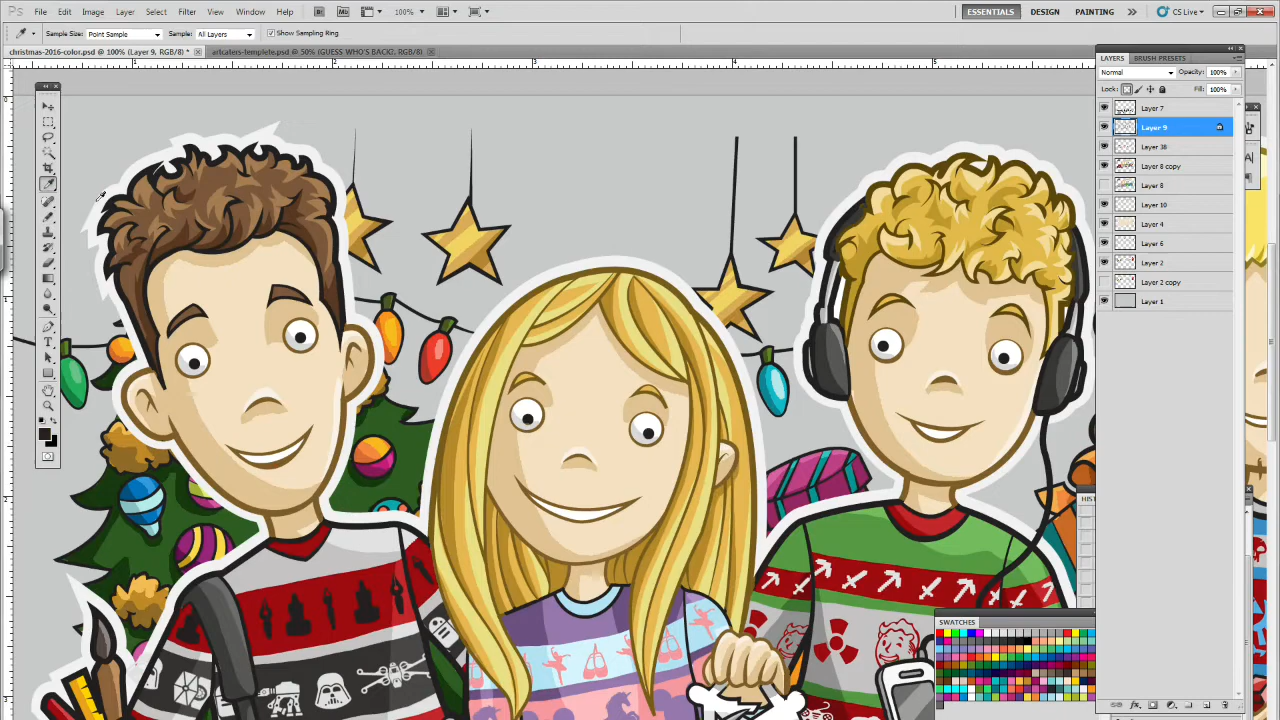 Ps File Edit Image Layer Select Filter View Window Help Br Mb 100% ESSENTIALS DESIGN PAINTING CS Live
Sample Size: Point Sample Sample: All Layers Show Sampling Ring
christmas-2016-color.psd @ 100% (Layer 9, RGB/8) *
LAYERS BRUSH PRESETS
Normal Opacity: 100%
Lock: Fill: 100%
Layer 7
Layer 9
Layer 38
Layer 8 copy
Layer 8
Layer 10
Layer 4
Layer 6
Layer 2
Layer 2 copy
Layer 1
HIST
SWATCHES